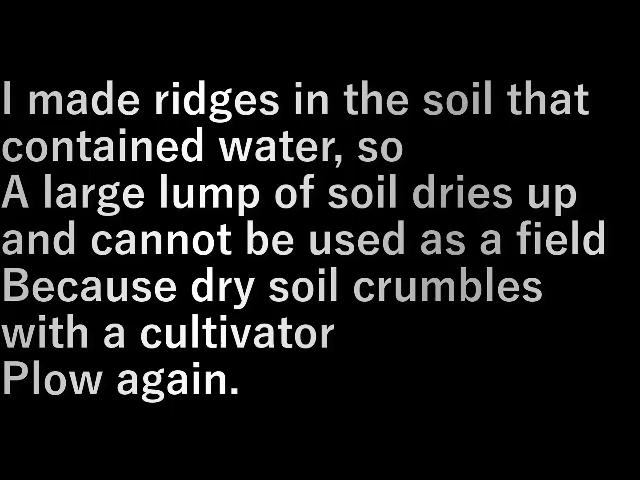 I made ridges in the soil that
contained water, so
A large lump of soil dries up
and cannot be used as a field
Because dry soil crumbles
with a cultivator
Plow again.